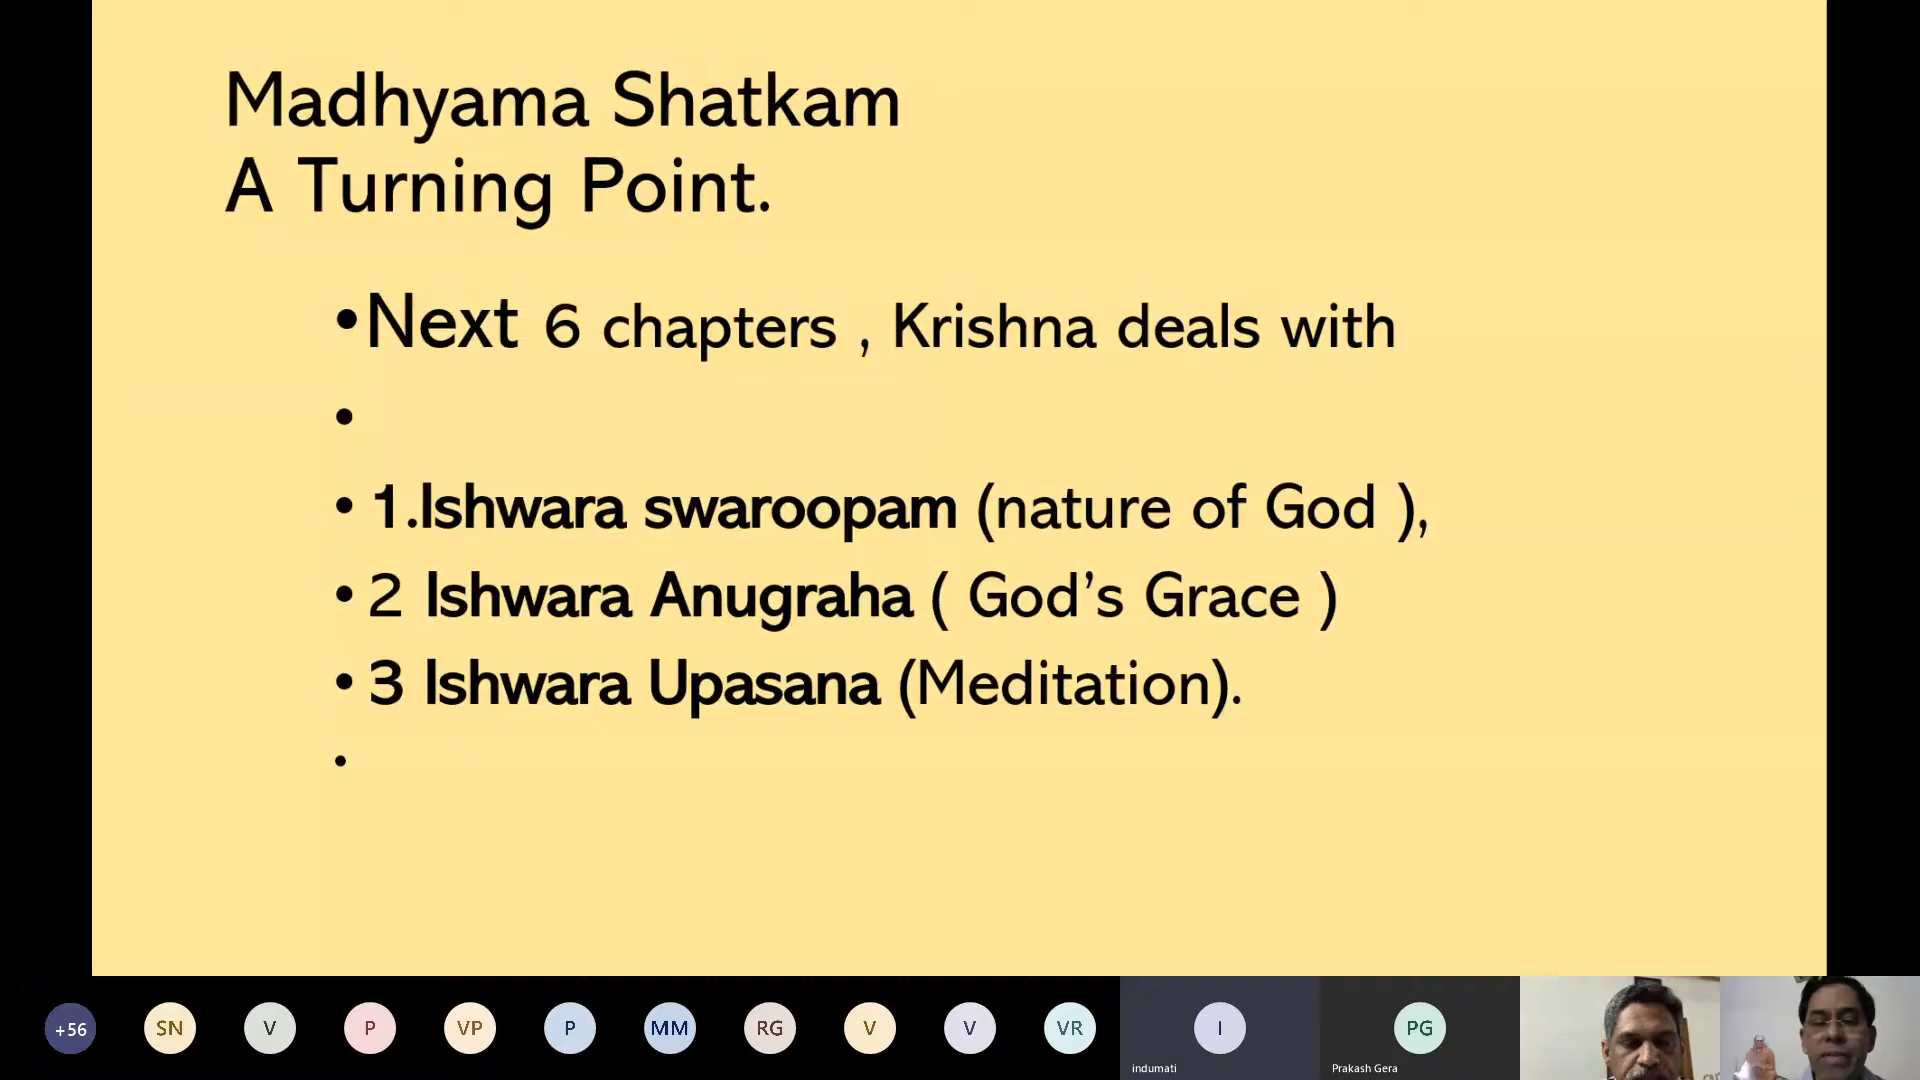 Madhyama Shatkam
A Turning Point.
•Next 6 chapters , Krishna deals with
•
• 1.Ishwara swaroopam (nature of God ),
• 2 Ishwara Anugraha ( God’s Grace )
• 3 Ishwara Upasana (Meditation).
•
+56 SN V P VP P MM RG V V VR I PG
indumati Prakash Gera